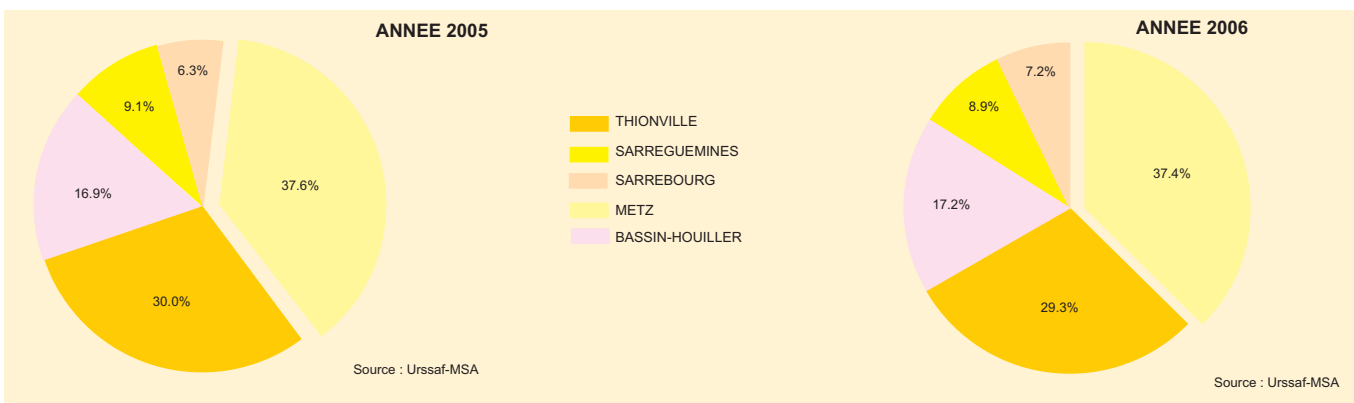 ANNEE 2005
6.3%
9.1%
37.6%
16.9%
30.0%
Source : Urssaf-MSA
THIONVILLE
SARREGUEMINES
SARREBOURG
METZ
BASSIN-HOUILLER
ANNEE 2006
7.2%
8.9%
37.4%
17.2%
29.3%
Source : Urssaf-MSA